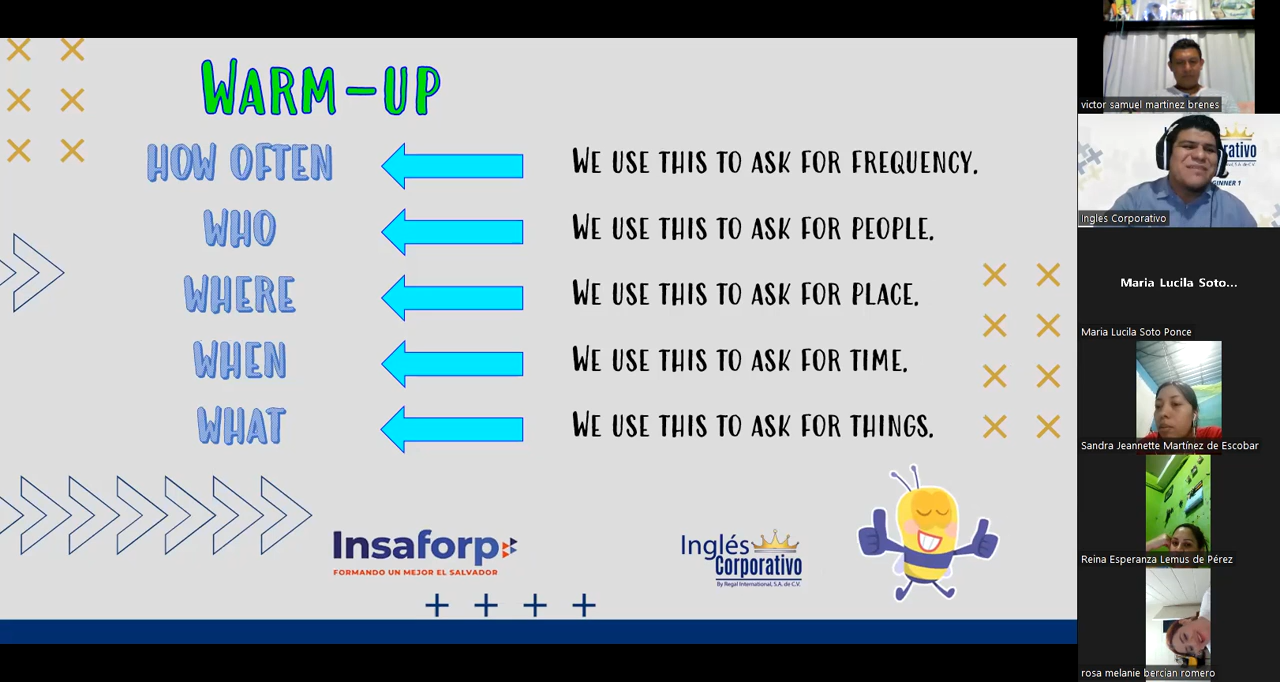 WARM-UP
HOW OFTEN
WE USE THIS TO ASK FOR FREQUENCY.
WHO
WE USE THIS TO ASK FOR PEOPLE.
WHERE
WE USE THIS TO ASK FOR PLACE.
WHEN
WE USE THIS TO ASK FOR TIME.
WHAT
WE USE THIS TO ASK FOR THINGS.
Insaforp
FORMANDO UN MEJOR EL SALVADOR
Inglés
Corporativo
By Regal International, S.A. de C.V.
victor samuel martinez brenes
rativo
GINNER 1
Ingles Corporativo
Maria Lucila Soto...
Maria Lucila Soto Ponce
Sandra Jeannette Martínez de Escobar
Reina Esperanza Lemus de Pérez
rosa melanie bercian romero